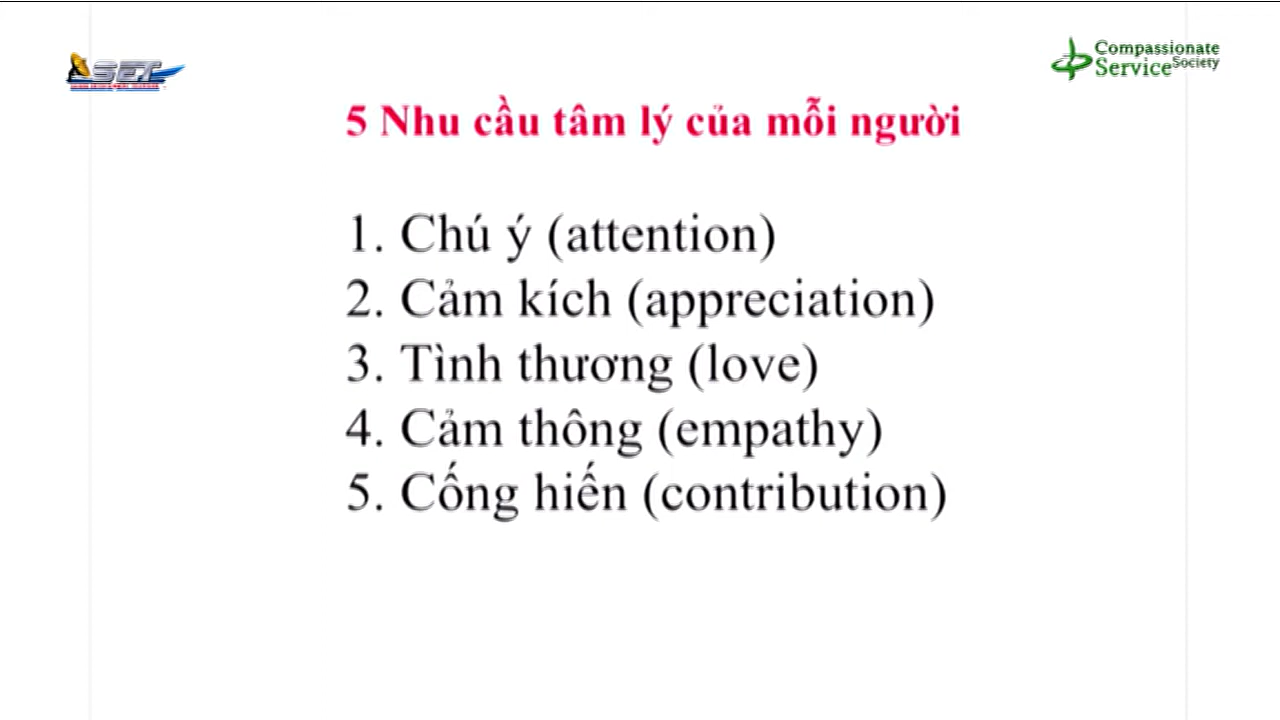 SET
Compassionate
Service Society
5 Nhu cầu tâm lý của mỗi người
1. Chú ý (attention)
2. Cảm kích (appreciation)
3. Tình thương (love)
4. Cảm thông (empathy)
5. Cống hiến (contribution)